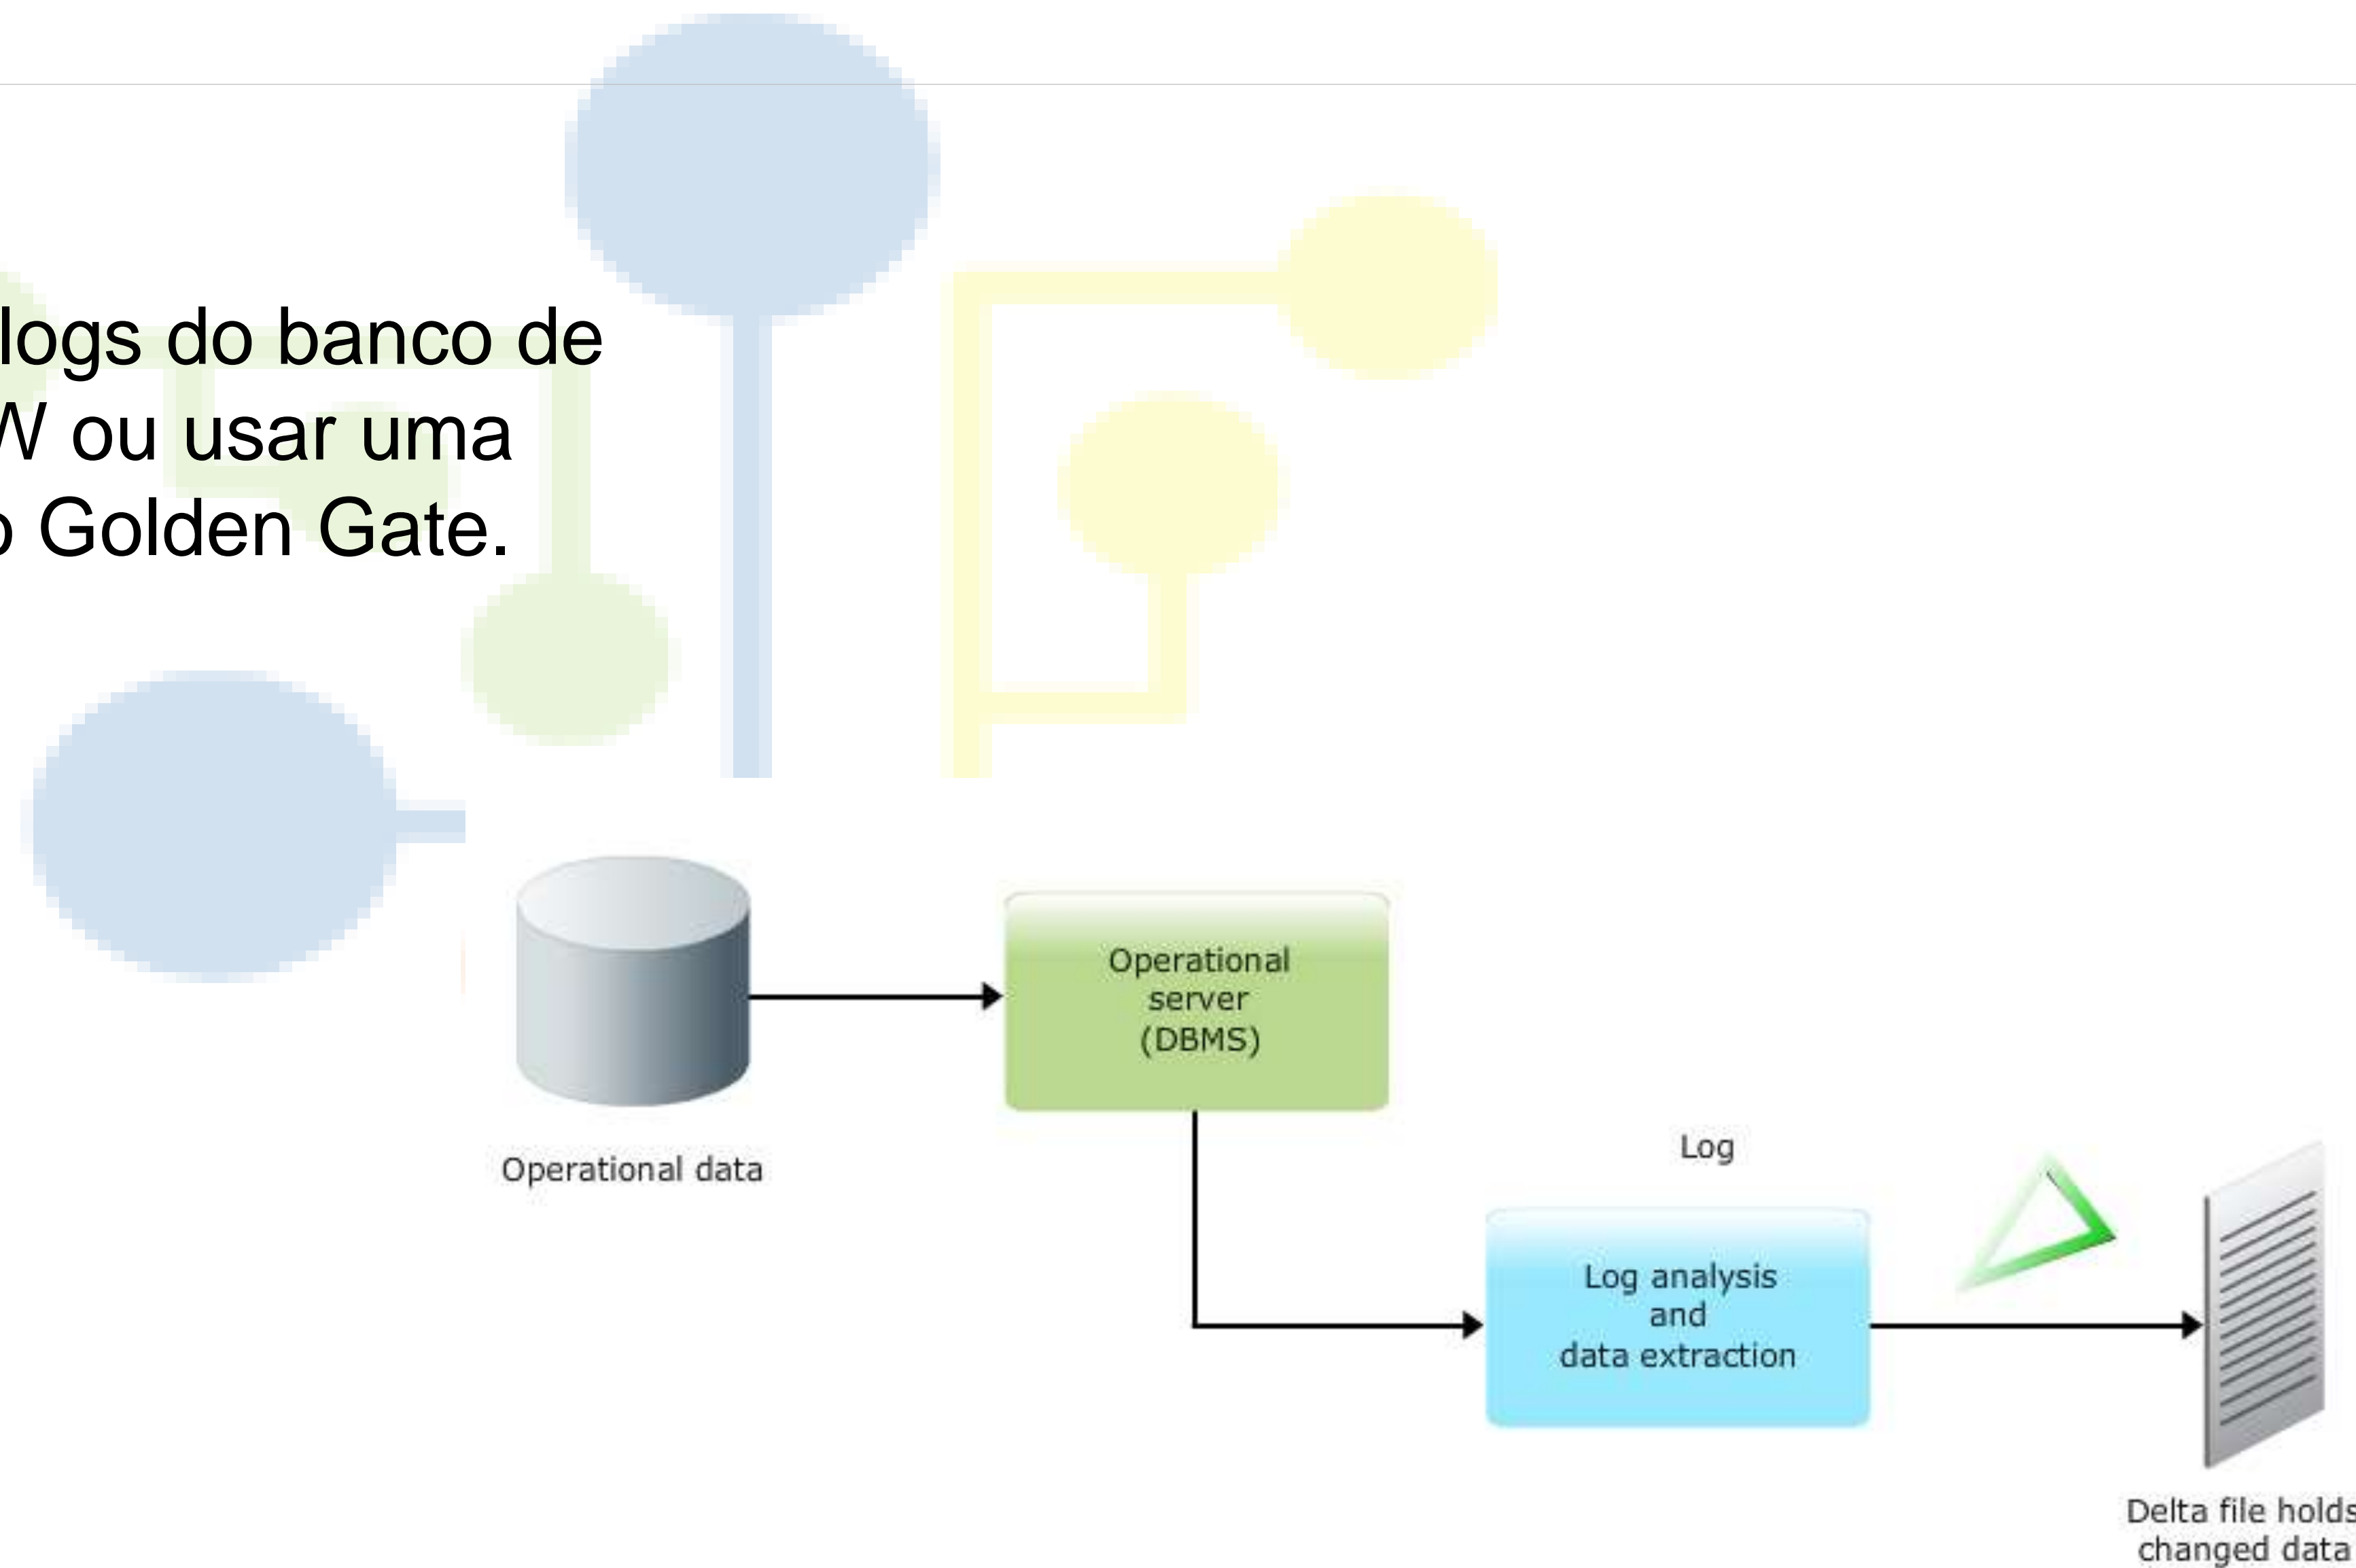 logs do banco de
W ou usar uma
o Golden Gate.
Operational
server
(DBMS)
Operational data
Log
Log analysis
and
data extraction
Delta file holds
changed data